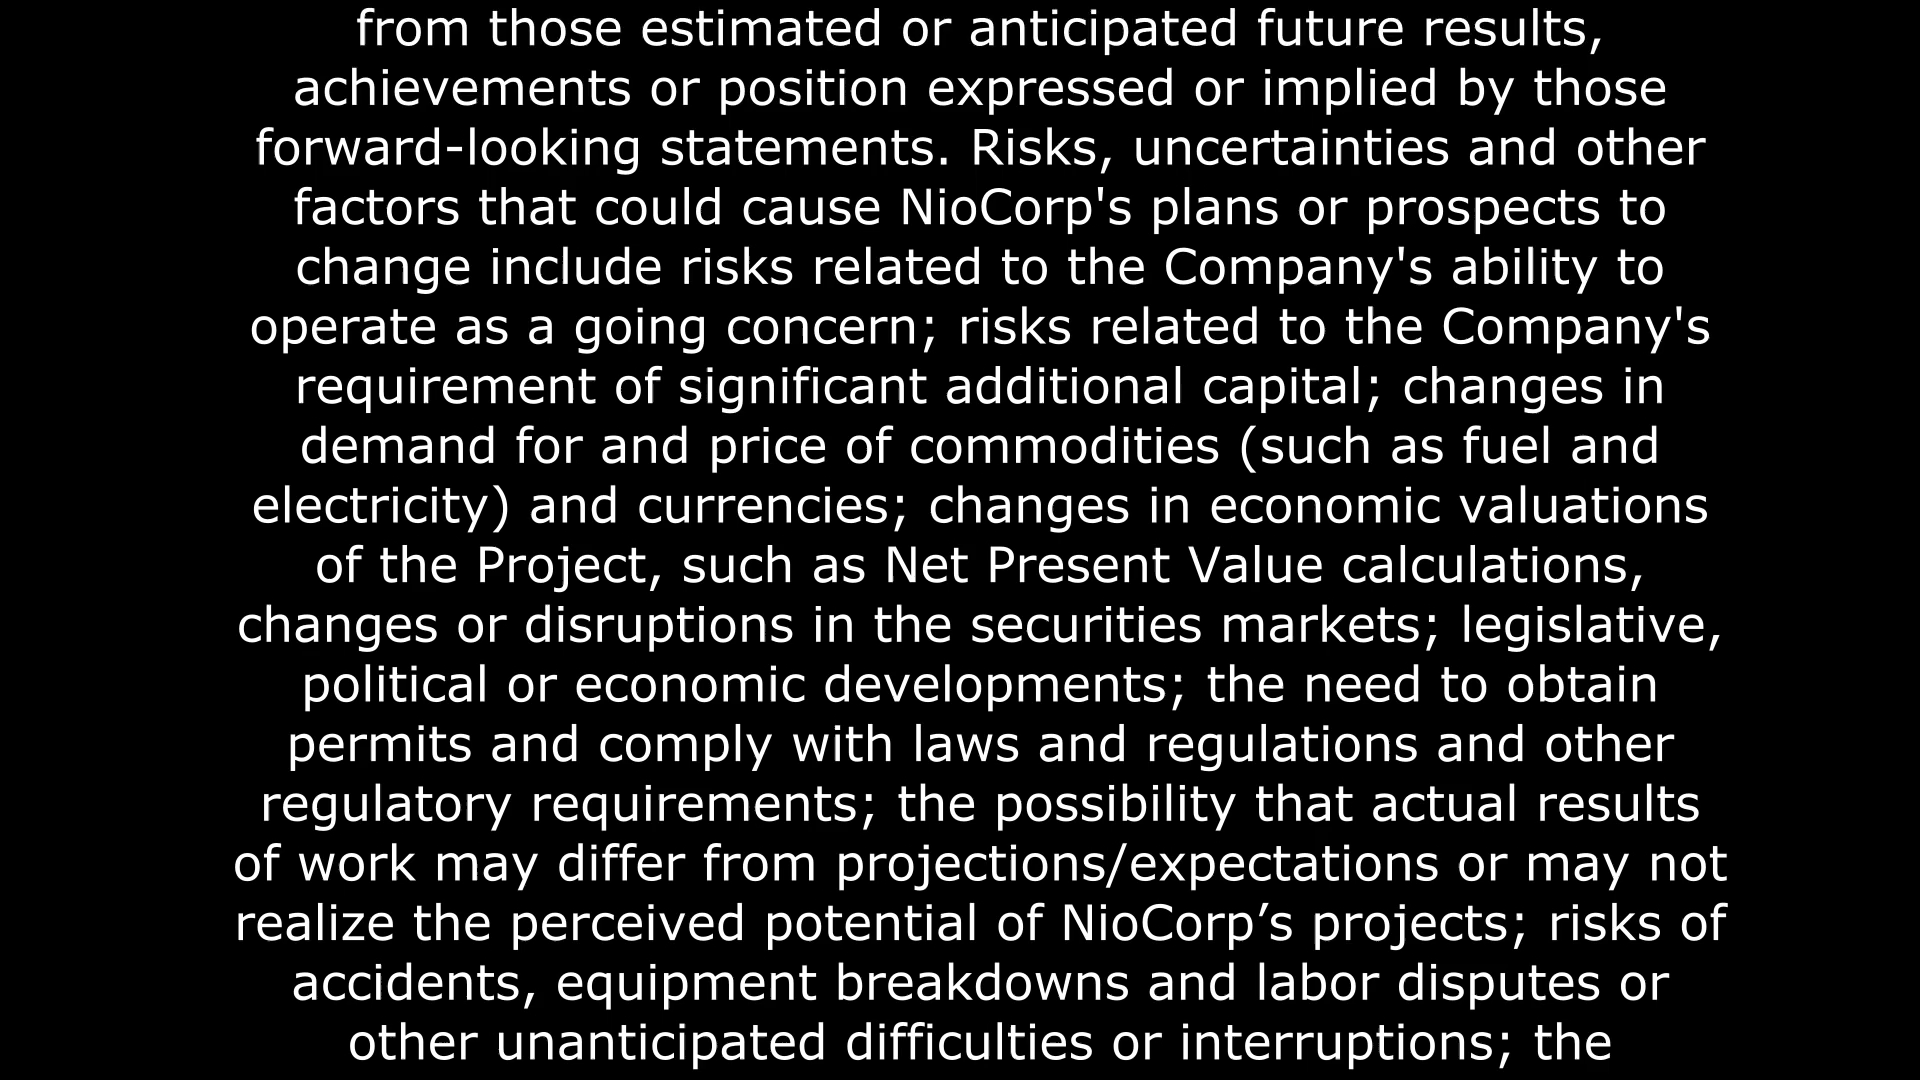 from those estimated or anticipated future results,
achievements or position expressed or implied by those
forward-looking statements. Risks, uncertainties and other
factors that could cause NioCorp's plans or prospects to
change include risks related to the Company's ability to
operate as a going concern; risks related to the Company's
requirement of significant additional capital; changes in
demand for and price of commodities (such as fuel and
electricity) and currencies; changes in economic valuations
of the Project, such as Net Present Value calculations,
changes or disruptions in the securities markets; legislative,
political or economic developments; the need to obtain
permits and comply with laws and regulations and other
regulatory requirements; the possibility that actual results
of work may differ from projections/expectations or may not
realize the perceived potential of NioCorp’s projects; risks of
accidents, equipment breakdowns and labor disputes or
other unanticipated difficulties or interruptions; the